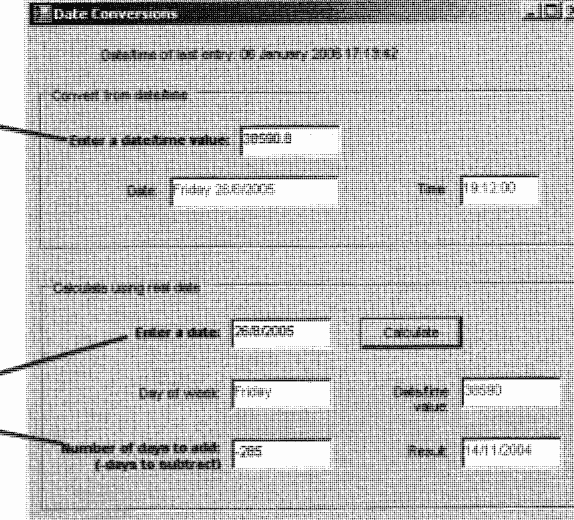 Date Conversions
Date/time of last entry: 06 January 2006 17:13:42
Convert from date/time
Enter a date/time value: 38590.8
Date: Friday 26/8/2005 Time: 19:12:00
Calculate using real date
Enter a date: 26/8/2005 Calculate
Day of week: Friday Date/time value: 38590
Number of days to add: (-days to subtract) -285 Result: 14/11/2004